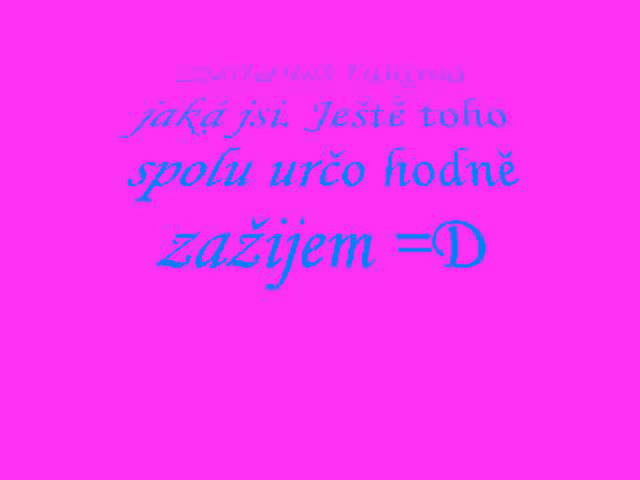 jaká jsi. Ještě toho
spolu určo hodně
zažijem =D